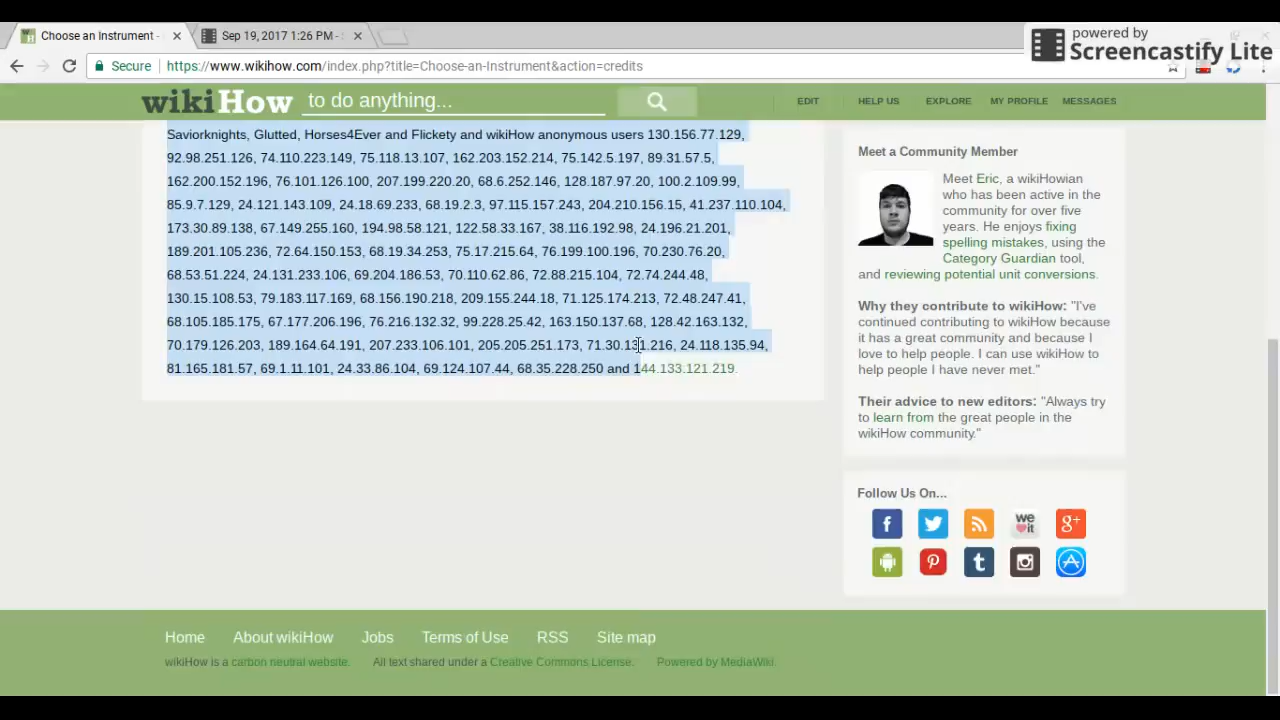 powered by
Screencastify Lite
Choose an Instrument -
Sep 19, 2017 1:26 PM -
Secure
https://www.wikihow.com/index.php?title=Choose-an-Instrument&action=credits
wikiHow to do anything...
EDIT
HELP US
EXPLORE
MY PROFILE
MESSAGES
Saviorknights, Glutted, Horses4Ever and Flickety and wikiHow anonymous users 130.156.77.129,
92.98.251.126, 74.110.223.149, 75.118.13.107, 162.203.152.214, 75.142.5.197, 89.31.57.5,
162.200.152.196, 76.101.126.100, 207.199.220.20, 68.6.252.146, 128.187.97.20, 100.2.109.99,
85.9.7.129, 24.121.143.109, 24.18.69.233, 68.19.2.3, 97.115.157.243, 204.210.156.15, 41.237.110.104,
173.30.89.138, 67.149.255.160, 194.98.58.121, 122.58.33.167, 38.116.192.98, 24.196.21.201,
189.201.105.236, 72.64.150.153, 68.19.34.253, 75.17.215.64, 76.199.100.196, 70.230.76.20,
68.53.51.224, 24.131.233.106, 69.204.186.53, 70.110.62.86, 72.88.215.104, 72.74.244.48,
130.15.108.53, 79.183.117.169, 68.156.190.218, 209.155.244.18, 71.125.174.213, 72.48.247.41,
68.105.185.175, 67.177.206.196, 76.216.132.32, 99.228.25.42, 163.150.137.68, 128.42.163.132,
70.179.126.203, 189.164.64.191, 207.233.106.101, 205.205.251.173, 71.30.131.216, 24.118.135.94,
81.165.181.57, 69.1.11.101, 24.33.86.104, 69.124.107.44, 68.35.228.250 and 144.133.121.219.
Meet a Community Member
Meet Eric, a wikiHowian
who has been active in the
community for over five
years. He enjoys fixing
spelling mistakes, using the
Category Guardian tool,
and reviewing potential unit conversions.
Why they contribute to wikiHow: "I've
continued contributing to wikiHow because
it has a great community and because I
love to help people. I can use wikiHow to
help people I have never met."
Their advice to new editors: "Always try
to learn from the great people in the
wikiHow community."
Follow Us On...
f
we
it
g+
t
Home
About wikiHow
Jobs
Terms of Use
RSS
Site map
wikiHow is a carbon neutral website.
All text shared under a Creative Commons License.
Powered by MediaWiki.